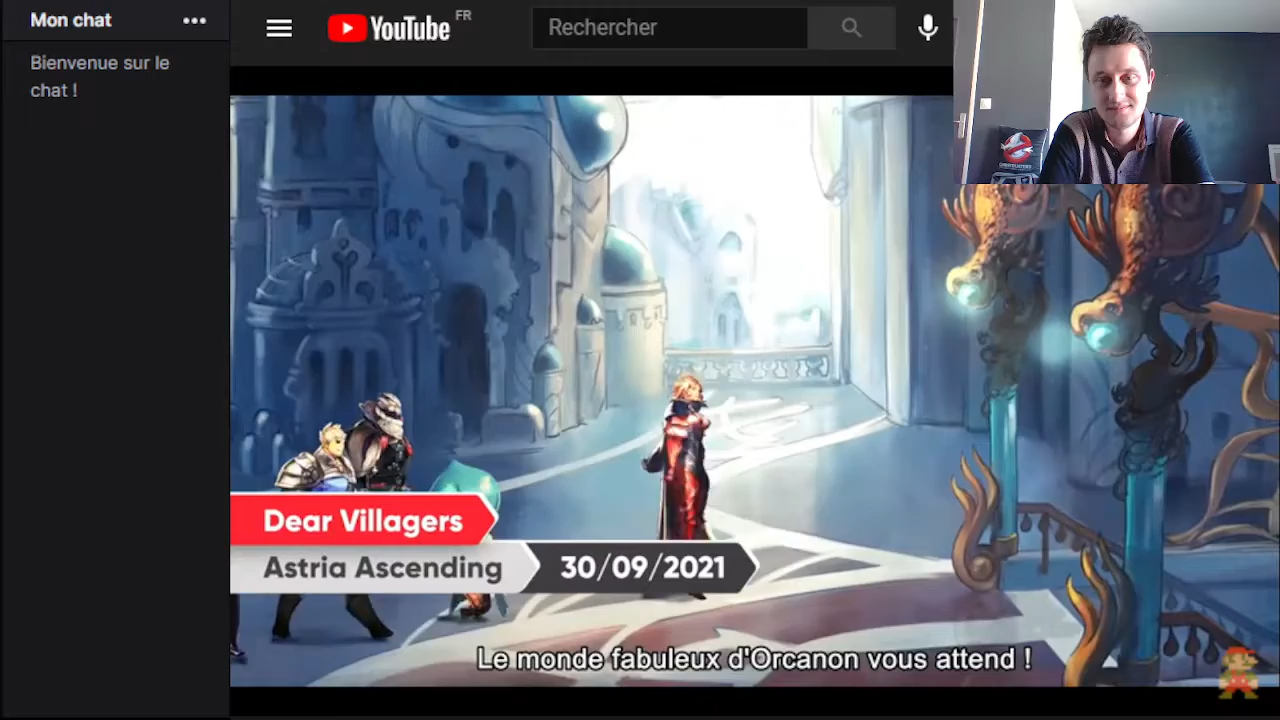 Mon chat
Bienvenue sur le
chat !
YouTube FR
Rechercher
GHOSTBUSTERS
Dear Villagers
Astria Ascending
30/09/2021
Le monde fabuleux d'Orcanon vous attend !